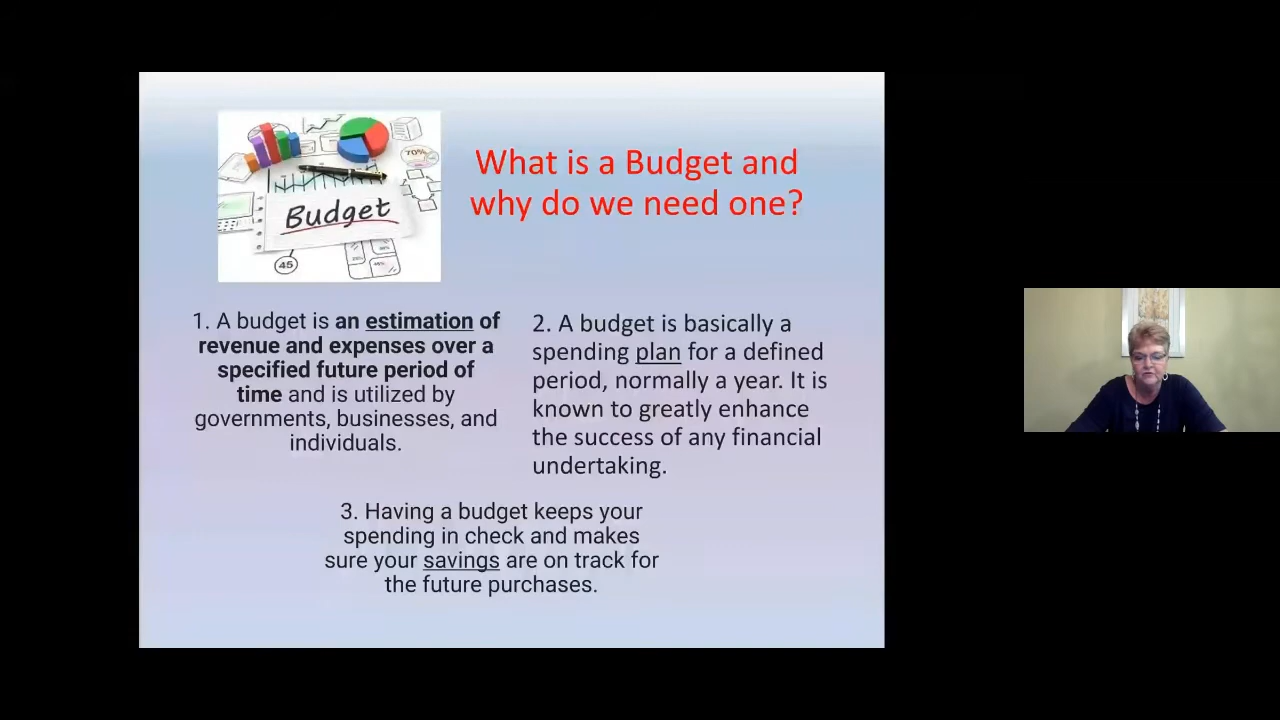 70%
Budget
45
What is a Budget and
why do we need one?
1. A budget is an estimation of
revenue and expenses over a
specified future period of
time and is utilized by
governments, businesses, and
individuals.
2. A budget is basically a
spending plan for a defined
period, normally a year. It is
known to greatly enhance
the success of any financial
undertaking.
3. Having a budget keeps your
spending in check and makes
sure your savings are on track for
the future purchases.